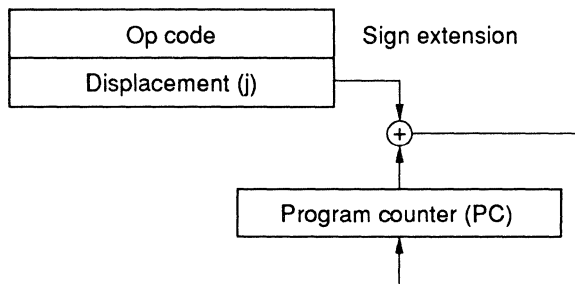 Op code
Sign extension
Displacement (j)
+
Program counter (PC)